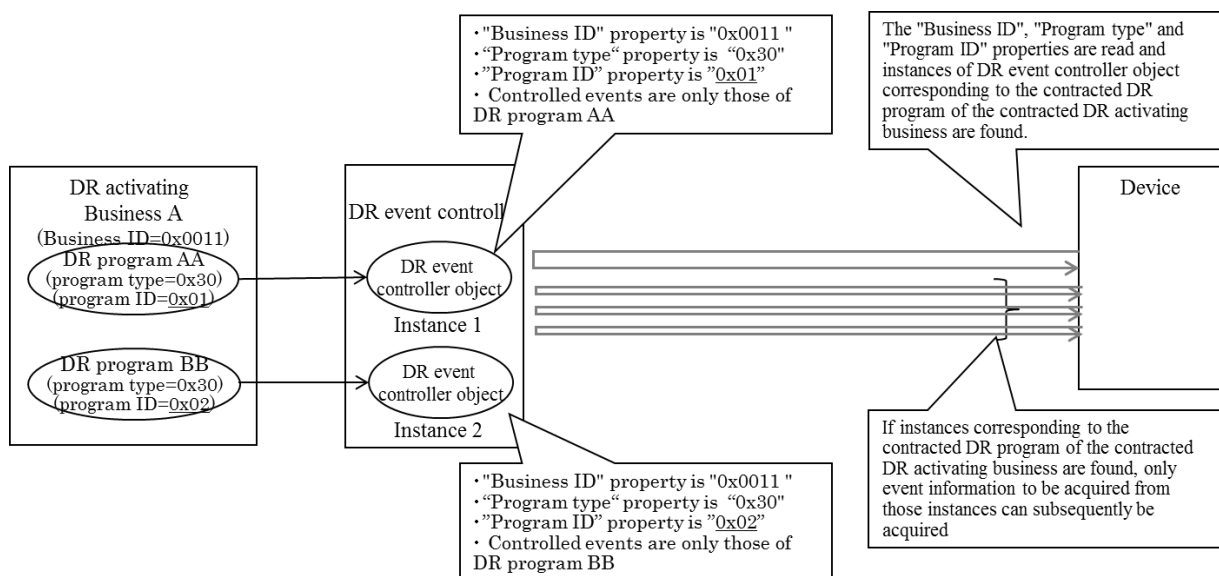 ·"Business ID" property is "0x0011 "
·“Program type“ property is “0x30"
·”Program ID” property is ”0x01”
· Controlled events are only those of
DR program AA
The "Business ID", "Program type" and
"Program ID" properties are read and
instances of DR event controller object
corresponding to the contracted DR
program of the contracted DR activating
business are found.
DR activating
Business A
(Business ID=0x0011)
DR program AA
(program type=0x30)
(program ID=0x01)
DR program BB
(program type=0x30)
(program ID=0x02)
DR event controll
DR event
controller object
Instance 1
DR event
controller object
Instance 2
Device
·"Business ID" property is "0x0011 "
·“Program type“ property is “0x30"
·”Program ID” property is ”0x02”
· Controlled events are only those of
DR program BB
If instances corresponding to the
contracted DR program of the contracted
DR activating business are found, only
event information to be acquired from
those instances can subsequently be
acquired